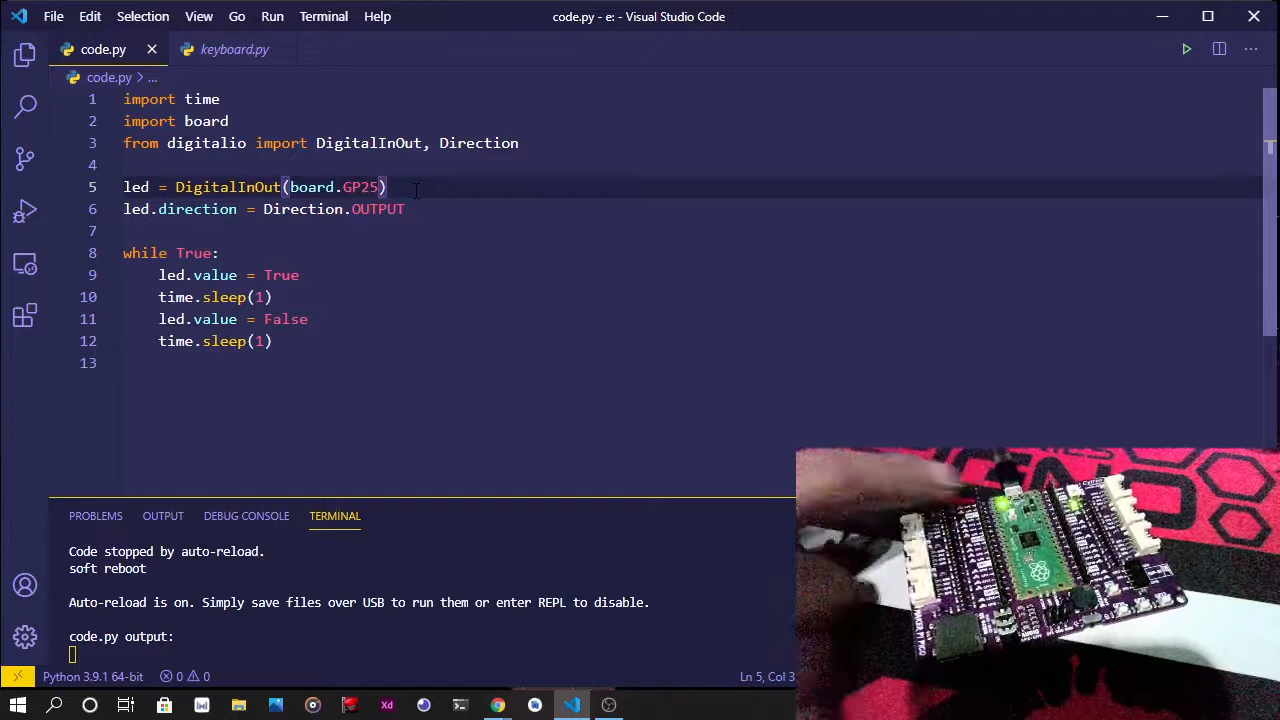 File Edit Selection View Go Run Terminal Help code.py - e: - Visual Studio Code
code.py keyboard.py
code.py > ...
1 import time
2 import board
3 from digitalio import DigitalInOut, Direction
4
5 led = DigitalInOut(board.GP25)
6 led.direction = Direction.OUTPUT
7
8 while True:
9 led.value = True
10 time.sleep(1)
11 led.value = False
12 time.sleep(1)
13
PROBLEMS OUTPUT DEBUG CONSOLE TERMINAL
Code stopped by auto-reload.
soft reboot
Auto-reload is on. Simply save files over USB to run them or enter REPL to disable.
code.py output:
Python 3.9.1 64-bit 0 0 Ln 5, Col 3
Xd